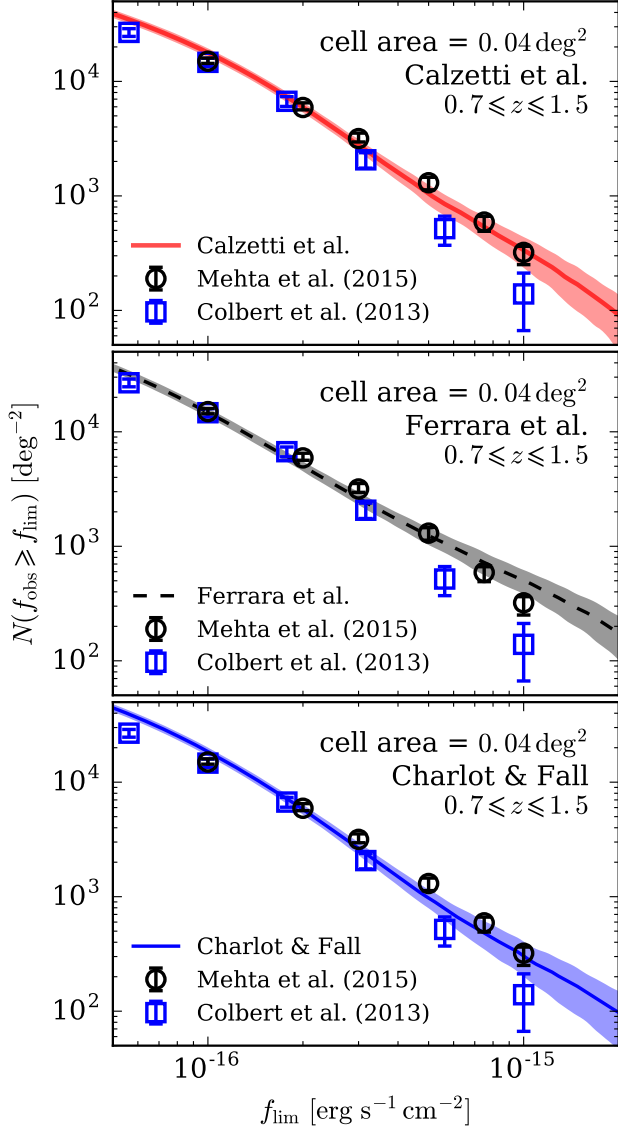 cell area = 0.04 deg²
Calzetti et al.
0.7 ⩽ z ⩽ 1.5
10⁴
10³
10²
Calzetti et al.
Mehta et al. (2015)
Colbert et al. (2013)
cell area = 0.04 deg²
Ferrara et al.
0.7 ⩽ z ⩽ 1.5
10⁴
10³
10²
Ferrara et al.
Mehta et al. (2015)
Colbert et al. (2013)
N(f_obs ⩾ f_lim) [deg⁻²]
cell area = 0.04 deg²
Charlot & Fall
0.7 ⩽ z ⩽ 1.5
10⁴
10³
10²
Charlot & Fall
Mehta et al. (2015)
Colbert et al. (2013)
10⁻¹⁶ 10⁻¹⁵
f_lim [erg s⁻¹ cm⁻²]